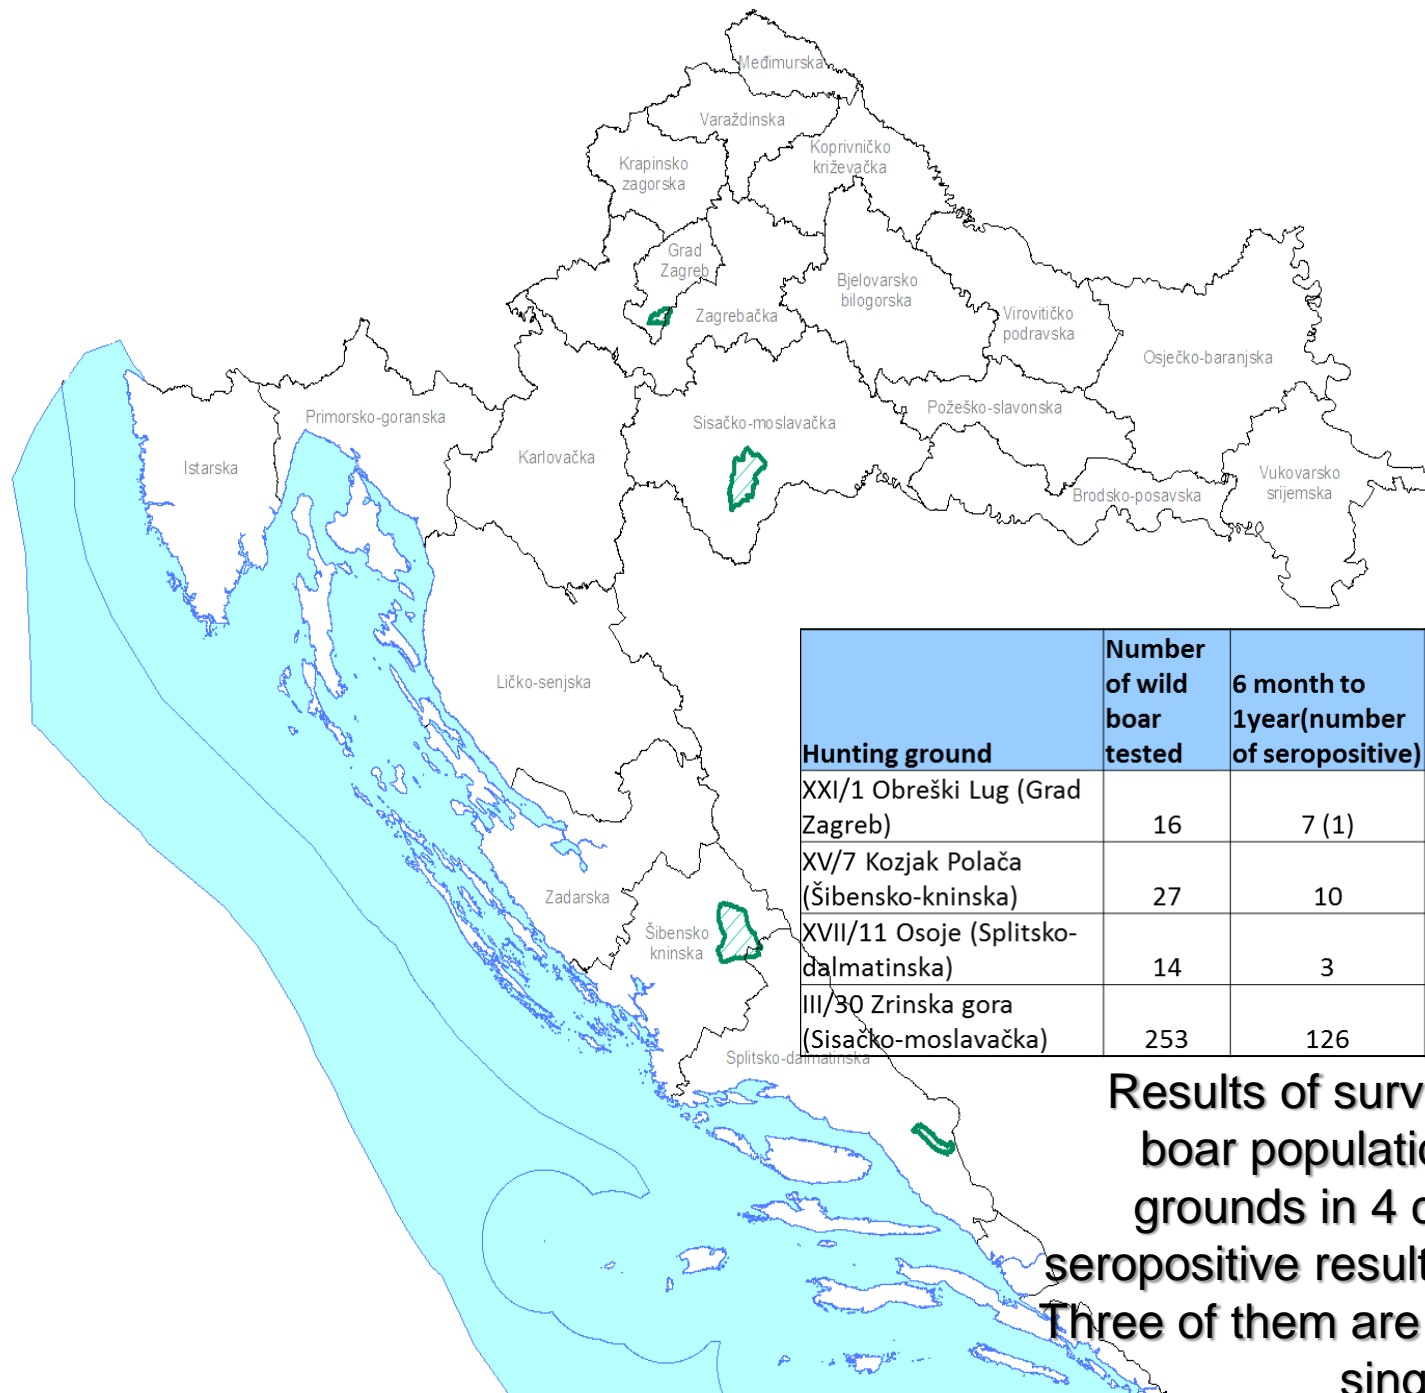 Međimurska
Varaždinska
Koprivničko
križevačka
Krapinsko
zagorska
Grad
Zagreb
Bjelovarsko
bilogorska
Zagrebačka
Virovitičko
podravska
Osječko-baranjska
Primorsko-goranska
Požeško-slavonska
Sisačko-moslavačka
Istarska
Karlovačka
Vukovarsko
srijemska
Brodsko-posavska
Ličko-senjska
Zadarska
Šibensko
kninska
Splitsko-dalmatinska
Hunting ground
Number
of wild
boar
tested
6 month to
1year(number
of seropositive)
XXI/1 Obreški Lug (Grad
Zagreb)
16
7 (1)
XV/7 Kozjak Polača
(Šibensko-kninska)
27
10
XVII/11 Osoje (Splitsko-
dalmatinska)
14
3
III/30 Zrinska gora
(Sisačko-moslavačka)
253
126
Results of surv
boar populatio
grounds in 4 c
seropositive result
Three of them are
sing